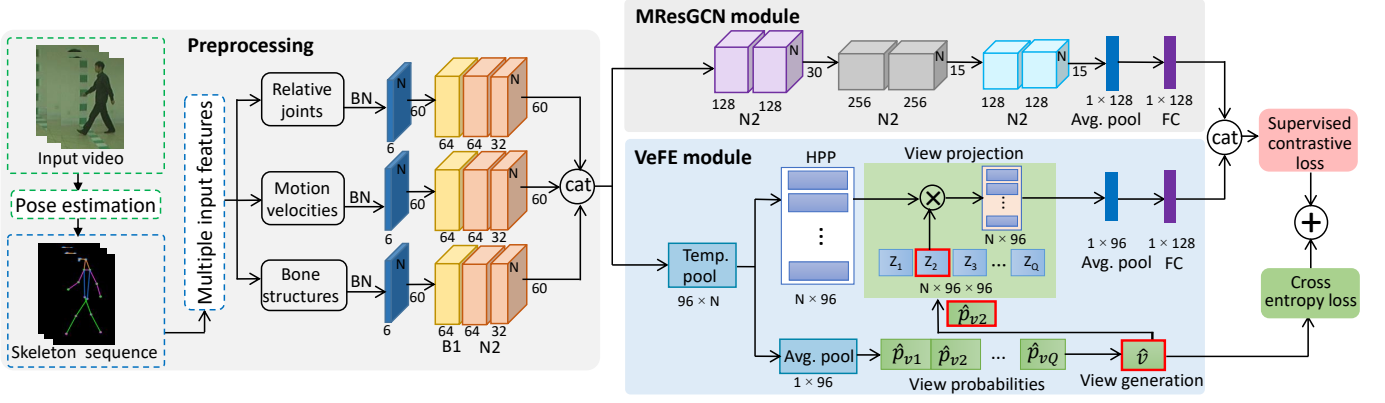 Preprocessing
Input video
Pose estimation
Skeleton sequence
Multiple input features
Relative
joints
BN
N
6
60
64 64 32
N
60
Motion
velocities
BN
N
6
60
64 64 32
N
60
Bone
structures
BN
N
6
60
64 64 32
N
60
B1 N2
cat
MResGCN module
N
128 128
N2
30
N
256 256
N2
15
N
128 128
N2
15
1 × 128
Avg. pool
1 × 128
FC
VeFE module
Temp.
pool
96 × N
HPP
N × 96
View projection
N × 96
Z1 Z2 Z3 ... ZQ
N × 96 × 96
p̂v2
1 × 96
Avg. pool
1 × 128
FC
Avg. pool
1 × 96
p̂v1 p̂v2 ... p̂vQ
View probabilities
v̂
View generation
cat
Supervised
contrastive
loss
+
Cross
entropy loss